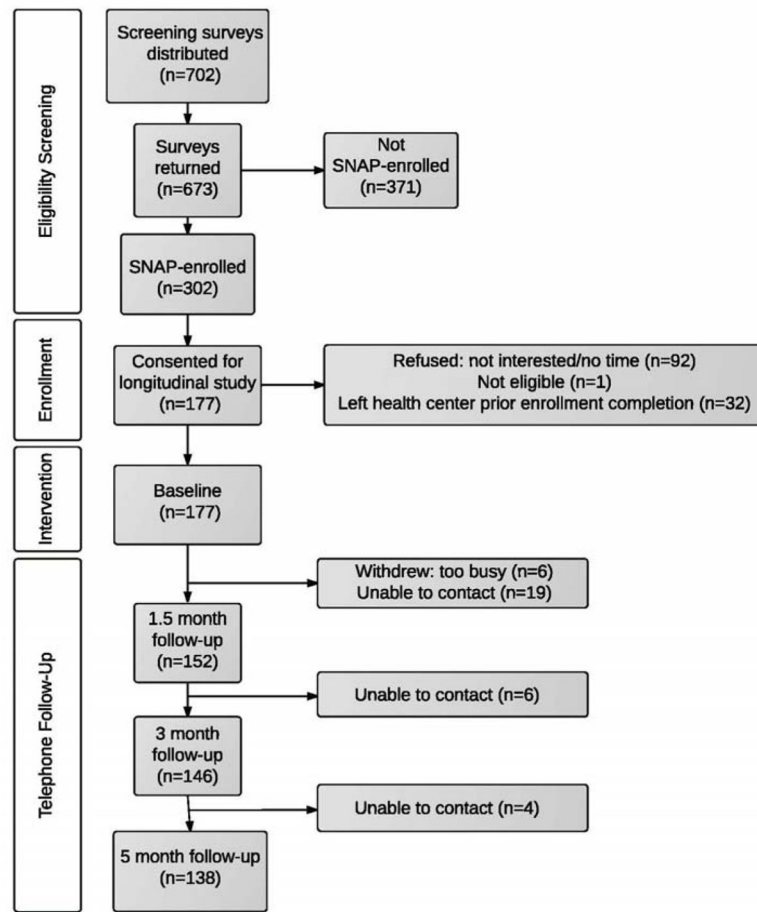 Eligibility Screening
Screening surveys
distributed
(n=702)
Surveys
returned
(n=673)
Not
SNAP-enrolled
(n=371)
SNAP-enrolled
(n=302)
Enrollment
Consented for
longitudinal study
(n=177)
Refused: not interested/no time (n=92)
Not eligible (n=1)
Left health center prior enrollment completion (n=32)
Intervention
Baseline
(n=177)
Telephone Follow-Up
Withdrew: too busy (n=6)
Unable to contact (n=19)
1.5 month
follow-up
(n=152)
Unable to contact (n=6)
3 month
follow-up
(n=146)
Unable to contact (n=4)
5 month follow-up
(n=138)